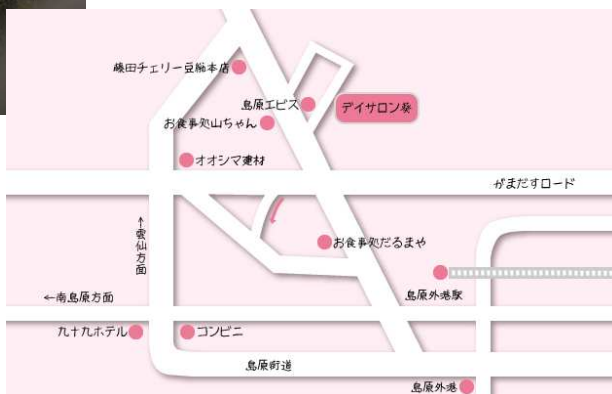 藤田チェリー豆総本店
島原エピス
デイサロン葵
お食事処山ちゃん
オオシマ建材
がまだすロード
←雲仙方面
お食事処だるまや
←南島原方面
島原外港駅
九十九ホテル
コンビニ
島原街道
島原外港